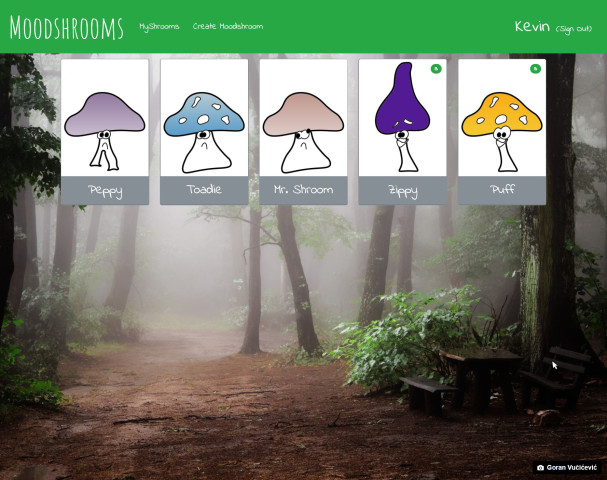 Moodshrooms
MyShrooms
Create Moodshroom
Kevin (Sign Out)
Peppy
Toadie
Mr. Shroom
Zippy
Puff
Goran Vučićević